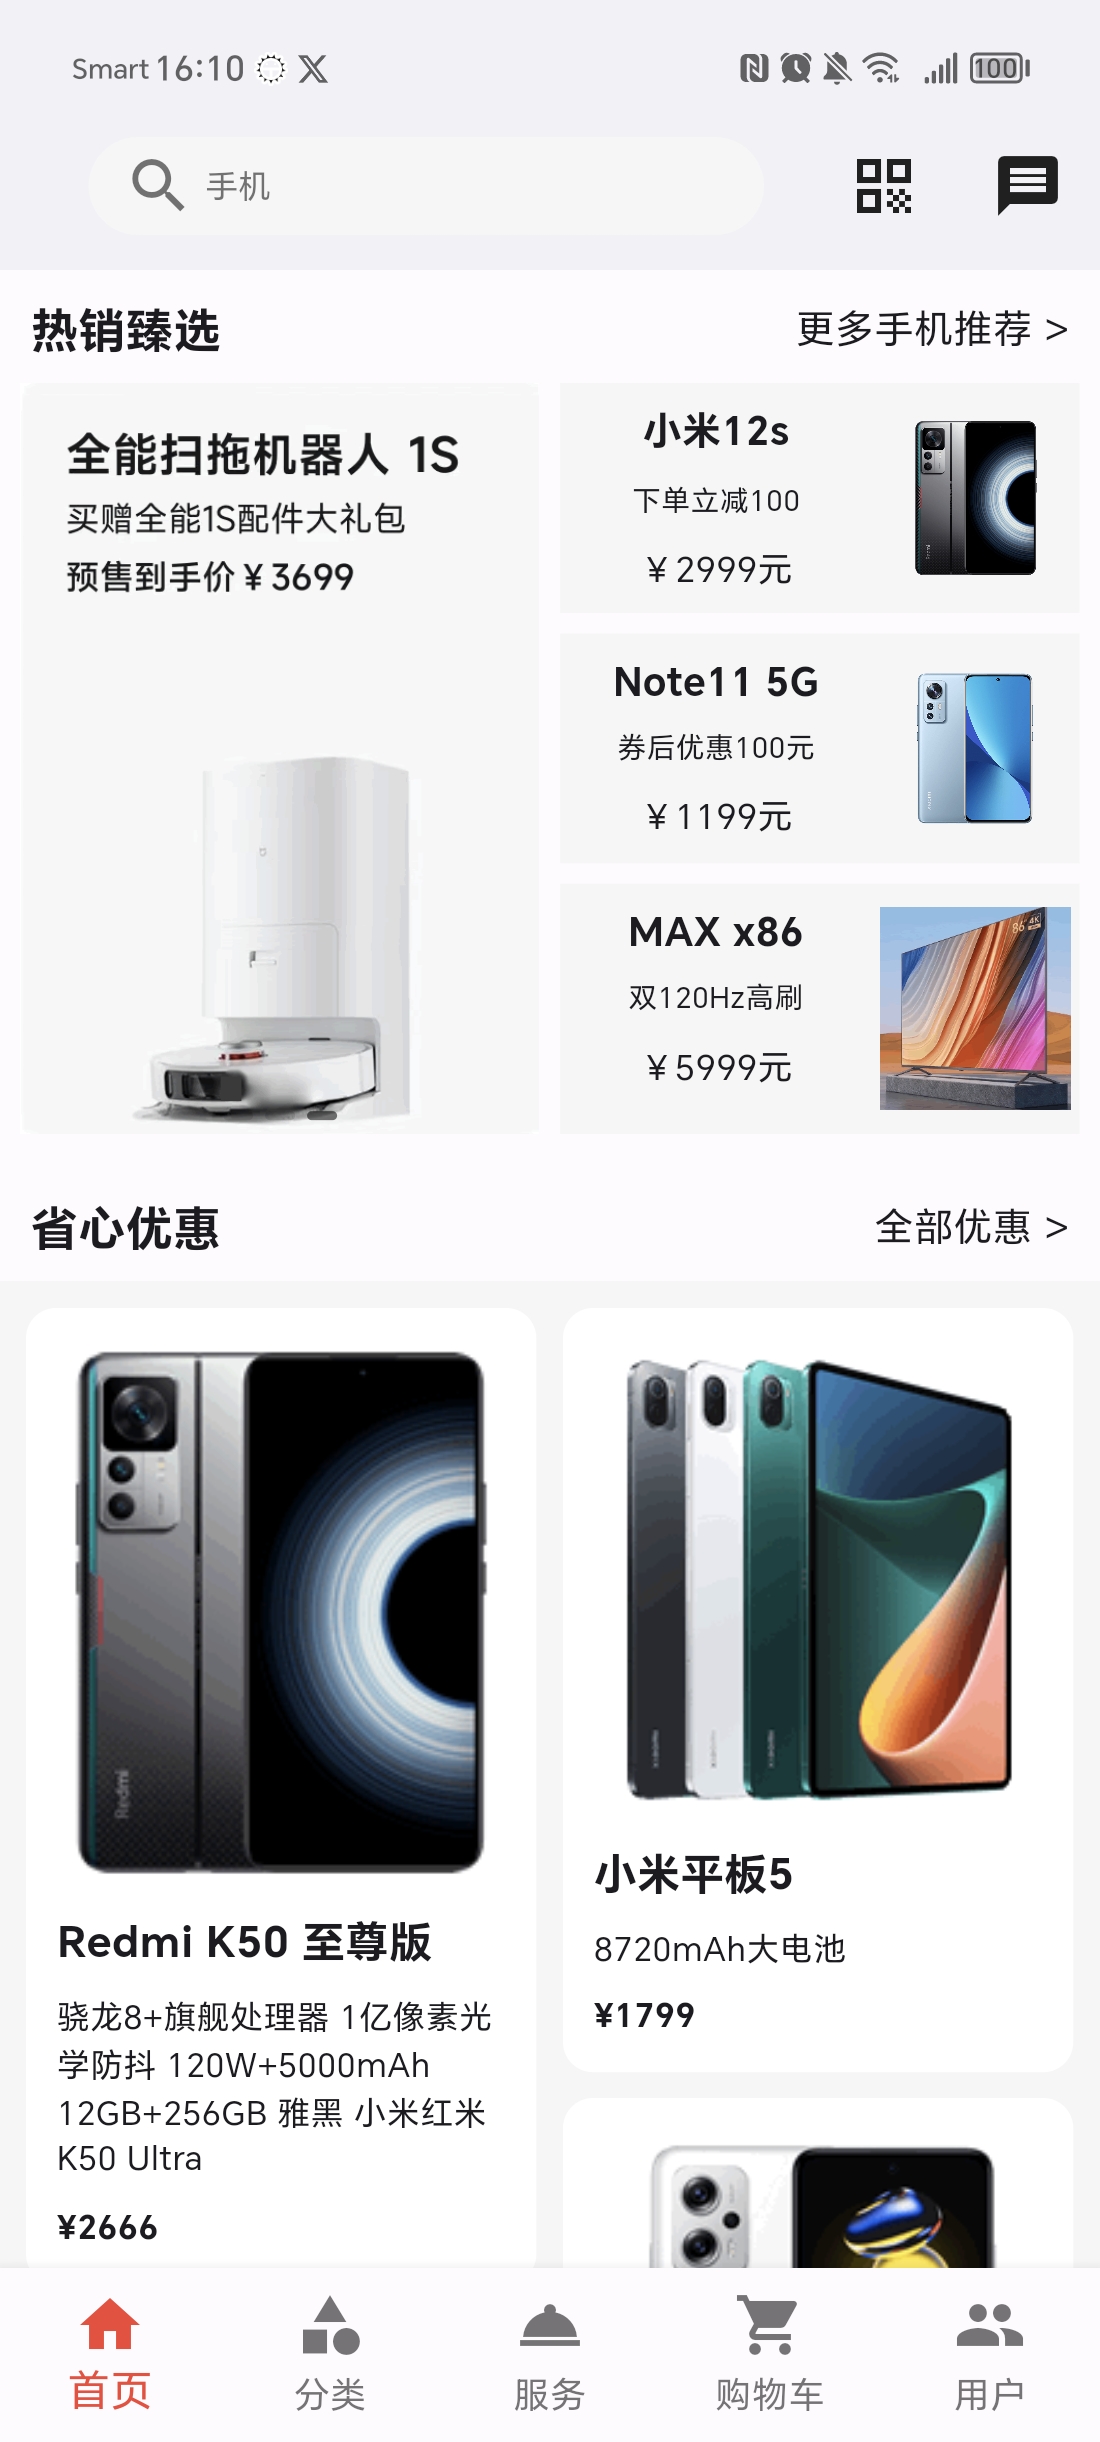 Smart 16:10
100
手机
热销臻选
更多手机推荐 >
全能扫拖机器人 1S
买赠全能1S配件大礼包
预售到手价¥3699
小米12s
下单立减100
¥2999元
Note11 5G
券后优惠100元
¥1199元
MAX x86
双120Hz高刷
¥5999元
86" 4K
省心优惠
全部优惠 >
Redmi
Redmi K50 至尊版
骁龙8+旗舰处理器 1亿像素光
学防抖 120W+5000mAh
12GB+256GB 雅黑 小米红米
K50 Ultra
¥2666
小米平板5
8720mAh大电池
¥1799
首页
分类
服务
购物车
用户